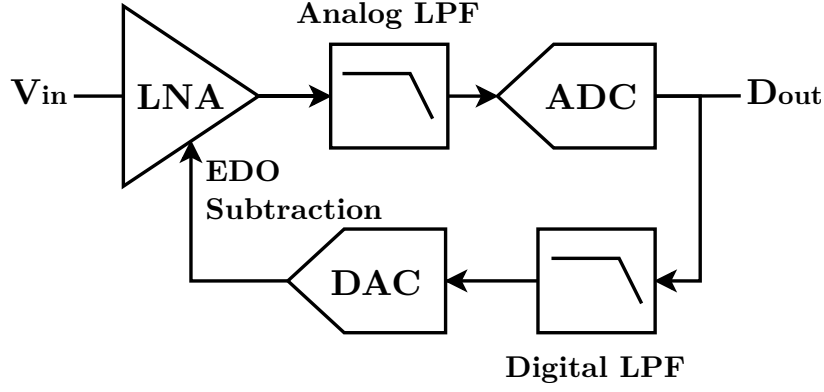 Analog LPF
Vin
LNA
ADC
Dout
EDO
Subtraction
DAC
Digital LPF